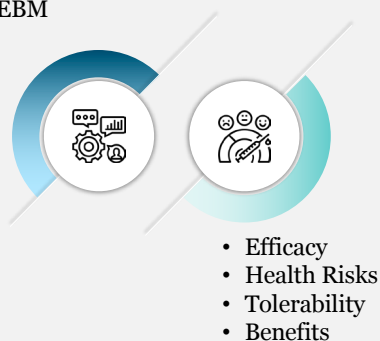 EBM
• Efficacy
• Health Risks
• Tolerability
• Benefits